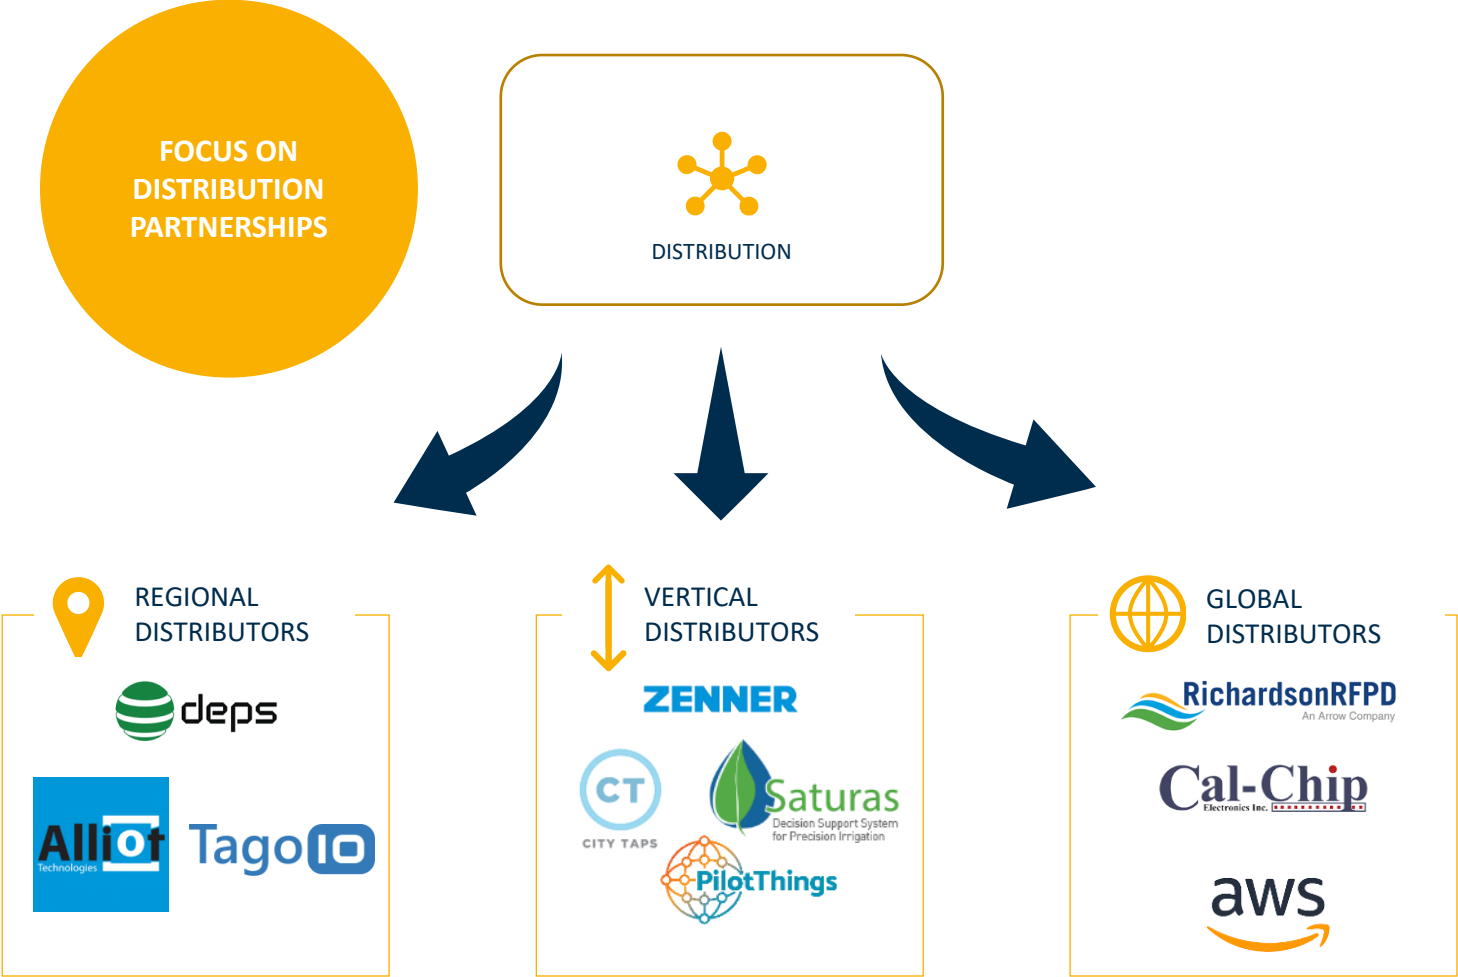 FOCUS ON
DISTRIBUTION
PARTNERSHIPS
DISTRIBUTION
REGIONAL
DISTRIBUTORS
deps
Alliot
Technologies
TagoIO
VERTICAL
DISTRIBUTORS
ZENNER
CT
CITY TAPS
Saturas
Decision Support System
for Precision Irrigation
PilotThings
GLOBAL
DISTRIBUTORS
RichardsonRFPD
An Arrow Company
Cal-Chip
Electronics Inc.
aws